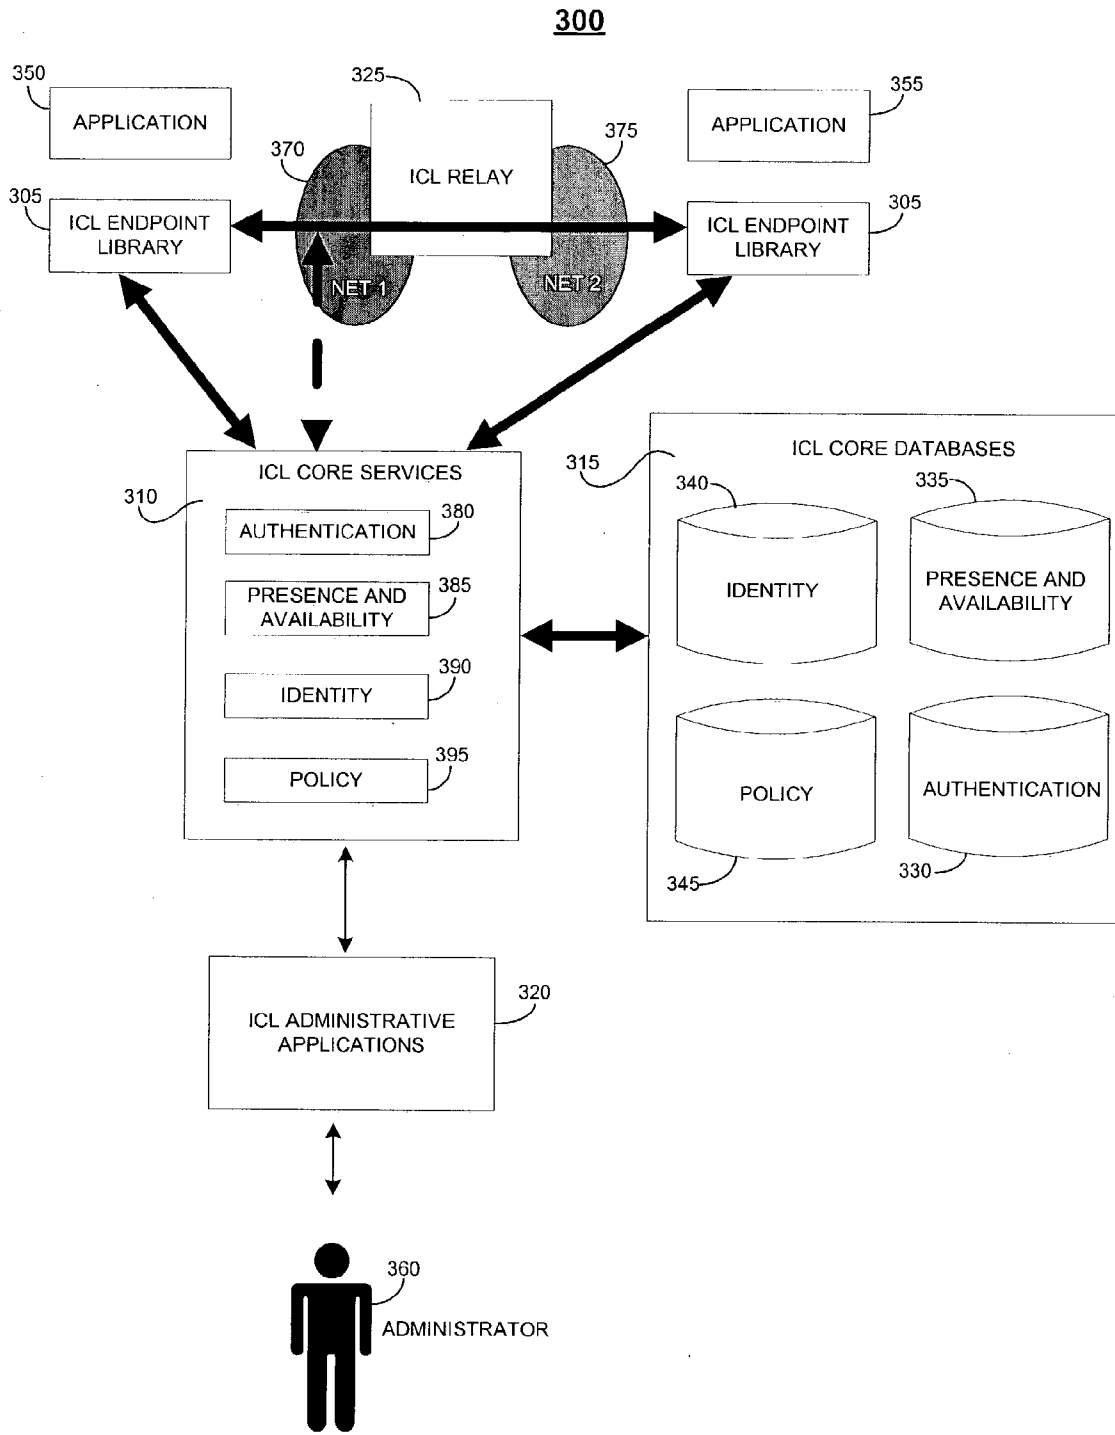 300
350
325
355
APPLICATION
APPLICATION
370
375
ICL RELAY
305
ICL ENDPOINT
LIBRARY
305
ICL ENDPOINT
LIBRARY
NET 1
NET 2
ICL CORE SERVICES
310
AUTHENTICATION
380
PRESENCE AND
AVAILABILITY
385
IDENTITY
390
POLICY
395
ICL CORE DATABASES
315
340
335
IDENTITY
PRESENCE AND
AVAILABILITY
POLICY
AUTHENTICATION
345
330
ICL ADMINISTRATIVE
APPLICATIONS
320
360
ADMINISTRATOR